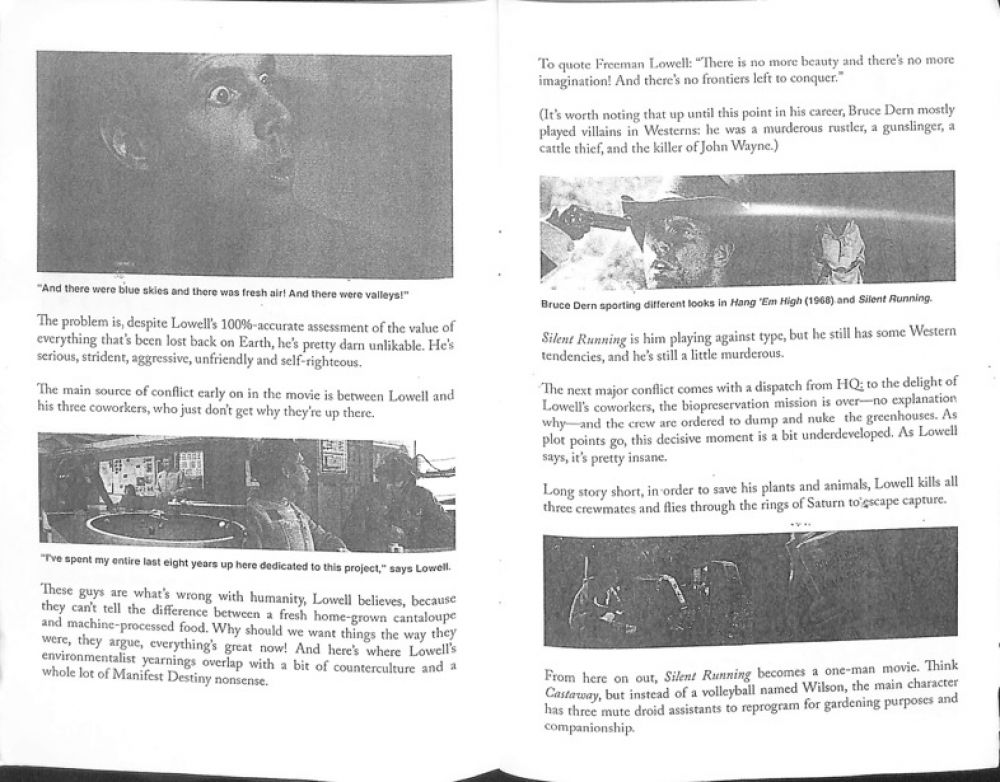 "And there were blue skies and there was fresh air! And there were valleys!"
The problem is, despite Lowell's 100%-accurate assessment of the value of
everything that's been lost back on Earth, he's pretty darn unlikable. He's
serious, strident, aggressive, unfriendly and self-righteous.
The main source of conflict early on in the movie is between Lowell and
his three coworkers, who just don't get why they're up there.
"I've spent my entire last eight years up here dedicated to this project," says Lowell.
These guys are what's wrong with humanity, Lowell believes, because
they can't tell the difference between a fresh home-grown cantaloupe
and machine-processed food. Why should we want things the way they
were, they argue, everything's great now! And here's where Lowell's
environmentalist yearnings overlap with a bit of counterculture and a
whole lot of Manifest Destiny nonsense.
To quote Freeman Lowell: "There is no more beauty and there's no more
imagination! And there's no frontiers left to conquer."
(It's worth noting that up until this point in his career, Bruce Dern mostly
played villains in Westerns: he was a murderous rustler, a gunslinger, a
cattle thief, and the killer of John Wayne.)
Bruce Dern sporting different looks in Hang 'Em High (1968) and Silent Running.
Silent Running is him playing against type, but he still has some Western
tendencies, and he's still a little murderous.
The next major conflict comes with a dispatch from HQ: to the delight of
Lowell's coworkers, the biopreservation mission is over—no explanation
why—and the crew are ordered to dump and nuke the greenhouses. As
plot points go, this decisive moment is a bit underdeveloped. As Lowell
says, it's pretty insane.
Long story short, in order to save his plants and animals, Lowell kills all
three crewmates and flies through the rings of Saturn to escape capture.
From here on out, Silent Running becomes a one-man movie. Think
Castaway, but instead of a volleyball named Wilson, the main character
has three mute droid assistants to reprogram for gardening purposes and
companionship.